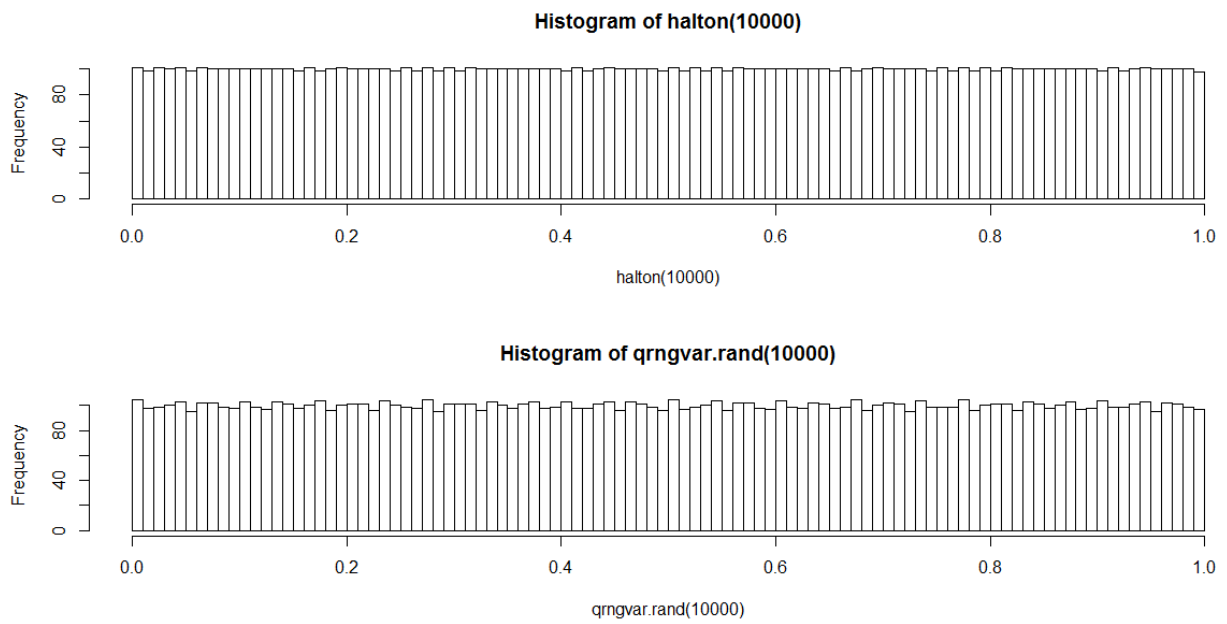 Histogram of halton(10000)
Frequency
0 40 80
0.0 0.2 0.4 0.6 0.8 1.0
halton(10000)
Histogram of qrngvar.rand(10000)
Frequency
0 40 80
0.0 0.2 0.4 0.6 0.8 1.0
qrngvar.rand(10000)